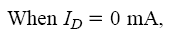 When I_D = 0 mA,